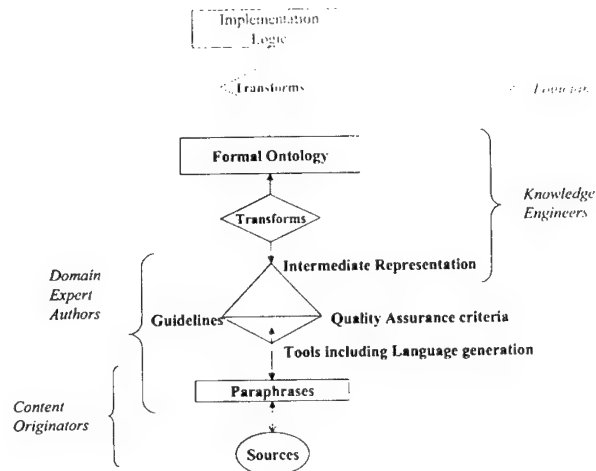 Implementation
Logic
Transforms
Formal Ontology
Knowledge
Engineers
Transforms
Intermediate Representation
Domain
Expert
Authors
Guidelines
Quality Assurance criteria
Tools including Language generation
Paraphrases
Content
Originators
Sources